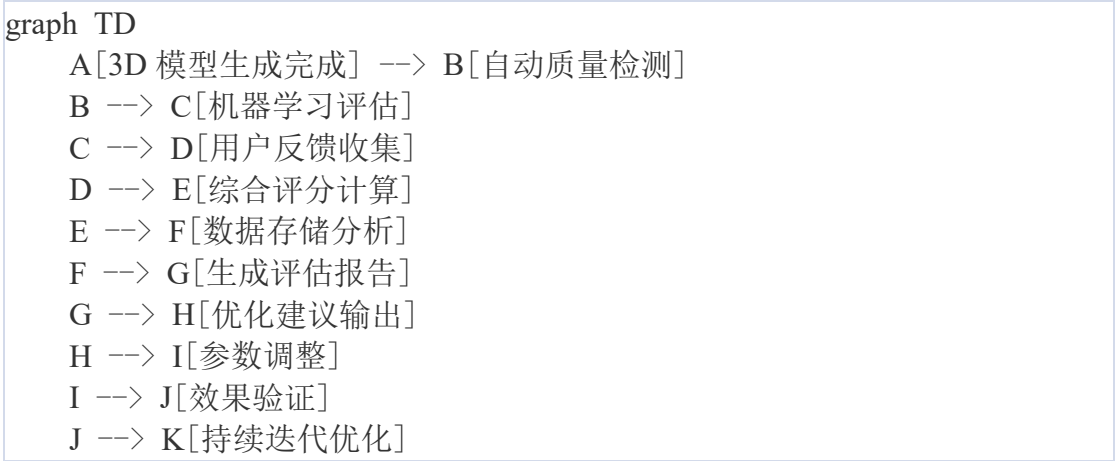 graph TD
    A[3D 模型生成完成] --> B[自动质量检测]
    B --> C[机器学习评估]
    C --> D[用户反馈收集]
    D --> E[综合评分计算]
    E --> F[数据存储分析]
    F --> G[生成评估报告]
    G --> H[优化建议输出]
    H --> I[参数调整]
    I --> J[效果验证]
    J --> K[持续迭代优化]